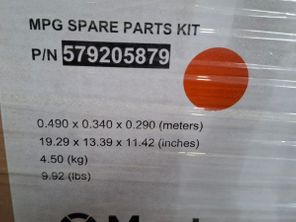 MPG SPARE PARTS KIT
P/N 579205879
0.490 x 0.340 x 0.290 (meters)
19.29 x 13.39 x 11.42 (inches)
4.50 (kg)
9.92 (lbs)